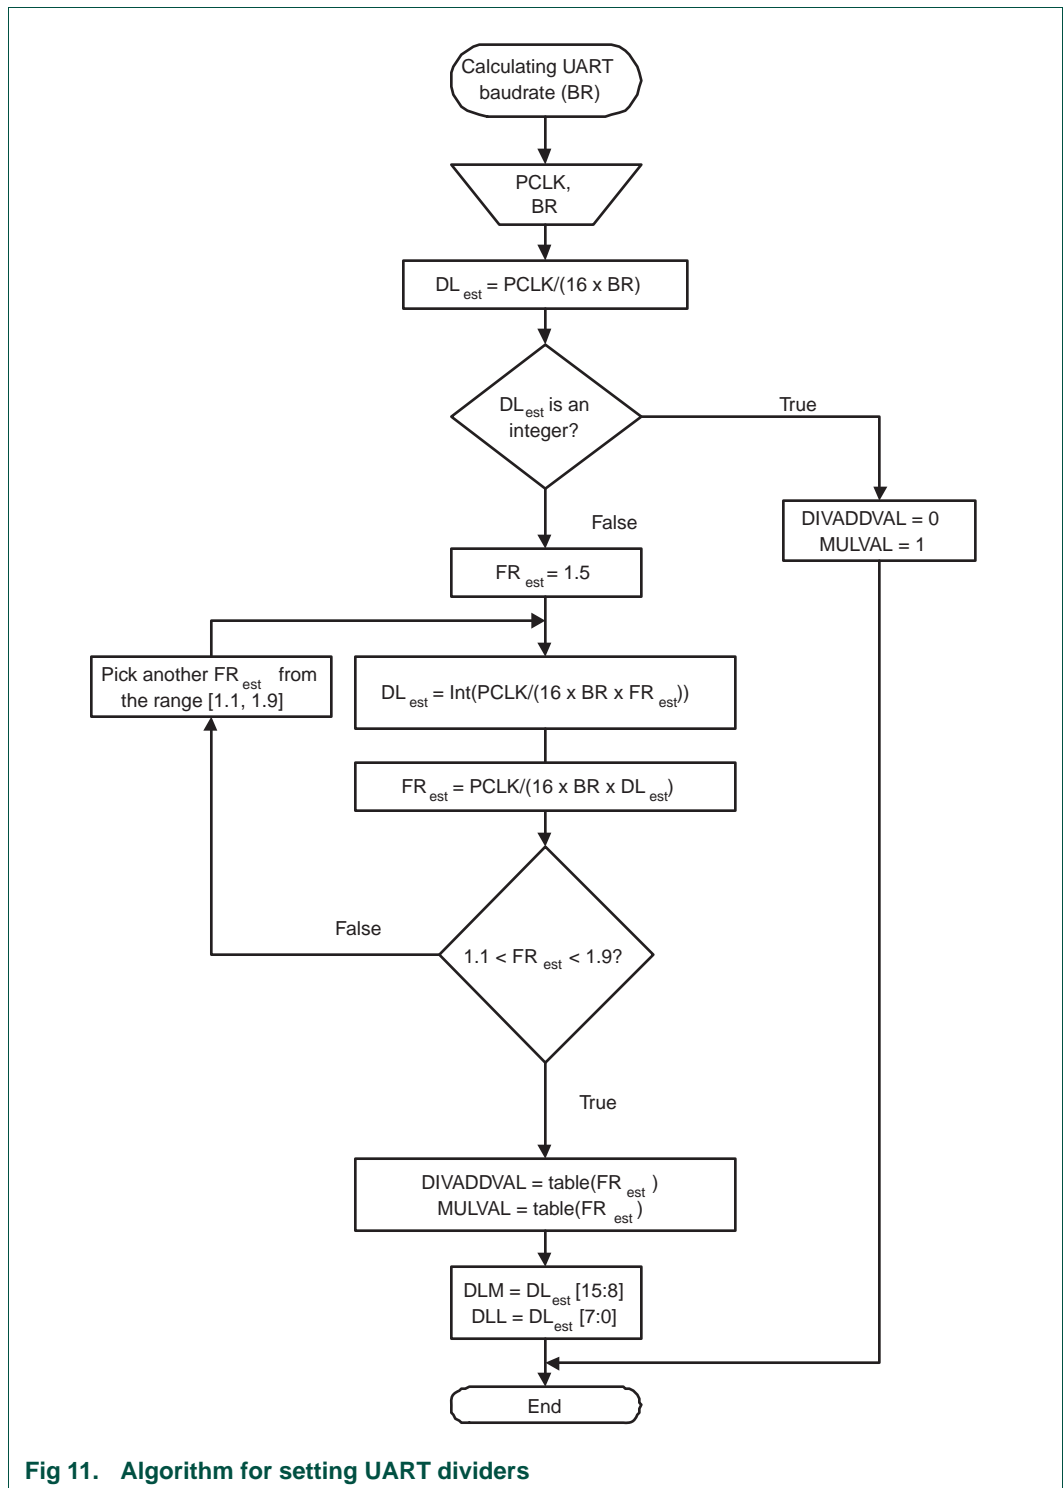 Calculating UART
baudrate (BR)
PCLK,
BR
DL est = PCLK/(16 x BR)
DL est is an
integer?
True
DIVADDVAL = 0
MULVAL = 1
False
FR est = 1.5
Pick another FR est from
the range [1.1, 1.9]
DL est = Int(PCLK/(16 x BR x FR est))
FR est = PCLK/(16 x BR x DL est)
False
1.1 < FR est < 1.9?
True
DIVADDVAL = table(FR est )
MULVAL = table(FR est )
DLM = DL est [15:8]
DLL = DL est [7:0]
End
Fig 11. Algorithm for setting UART dividers